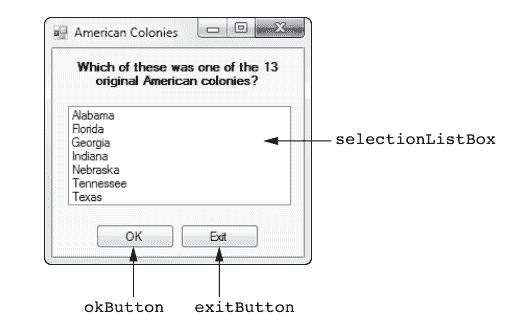 American Colonies
Which of these was one of the 13
original American colonies?
Alabama
Florida
Georgia
Indiana
Nebraska
Tennessee
Texas
selectionListBox
OK
Exit
okButton
exitButton